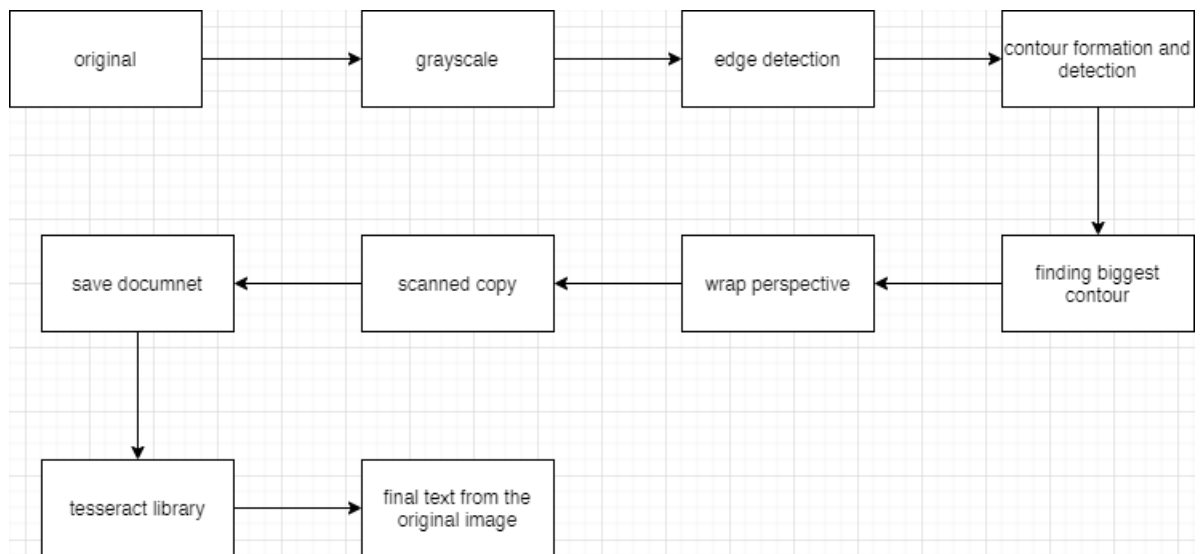 original
grayscale
edge detection
contour formation and
detection
finding biggest
contour
wrap perspective
scanned copy
save documnet
tesseract library
final text from the
original image